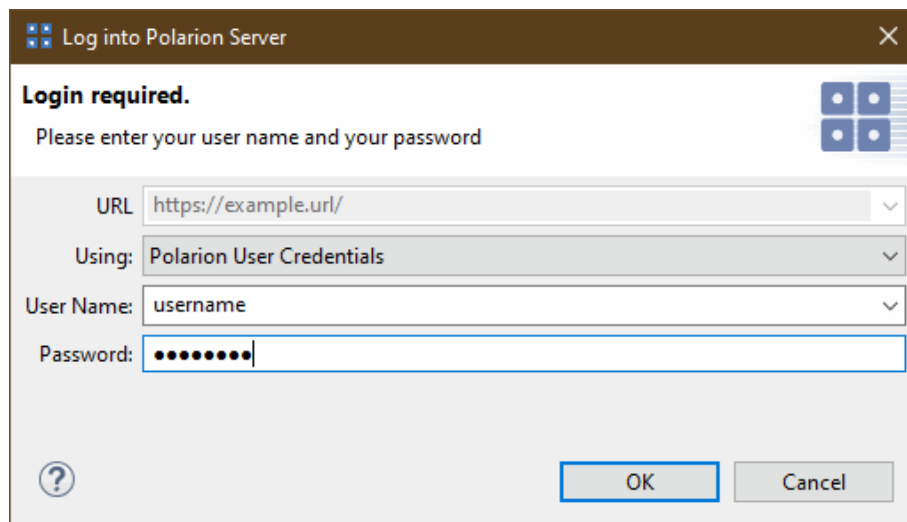 Log into Polarion Server
Login required.
Please enter your user name and your password
URL https://example.url/
Using: Polarion User Credentials
User Name: username
Password: ●●●●●●●●
?
OK Cancel